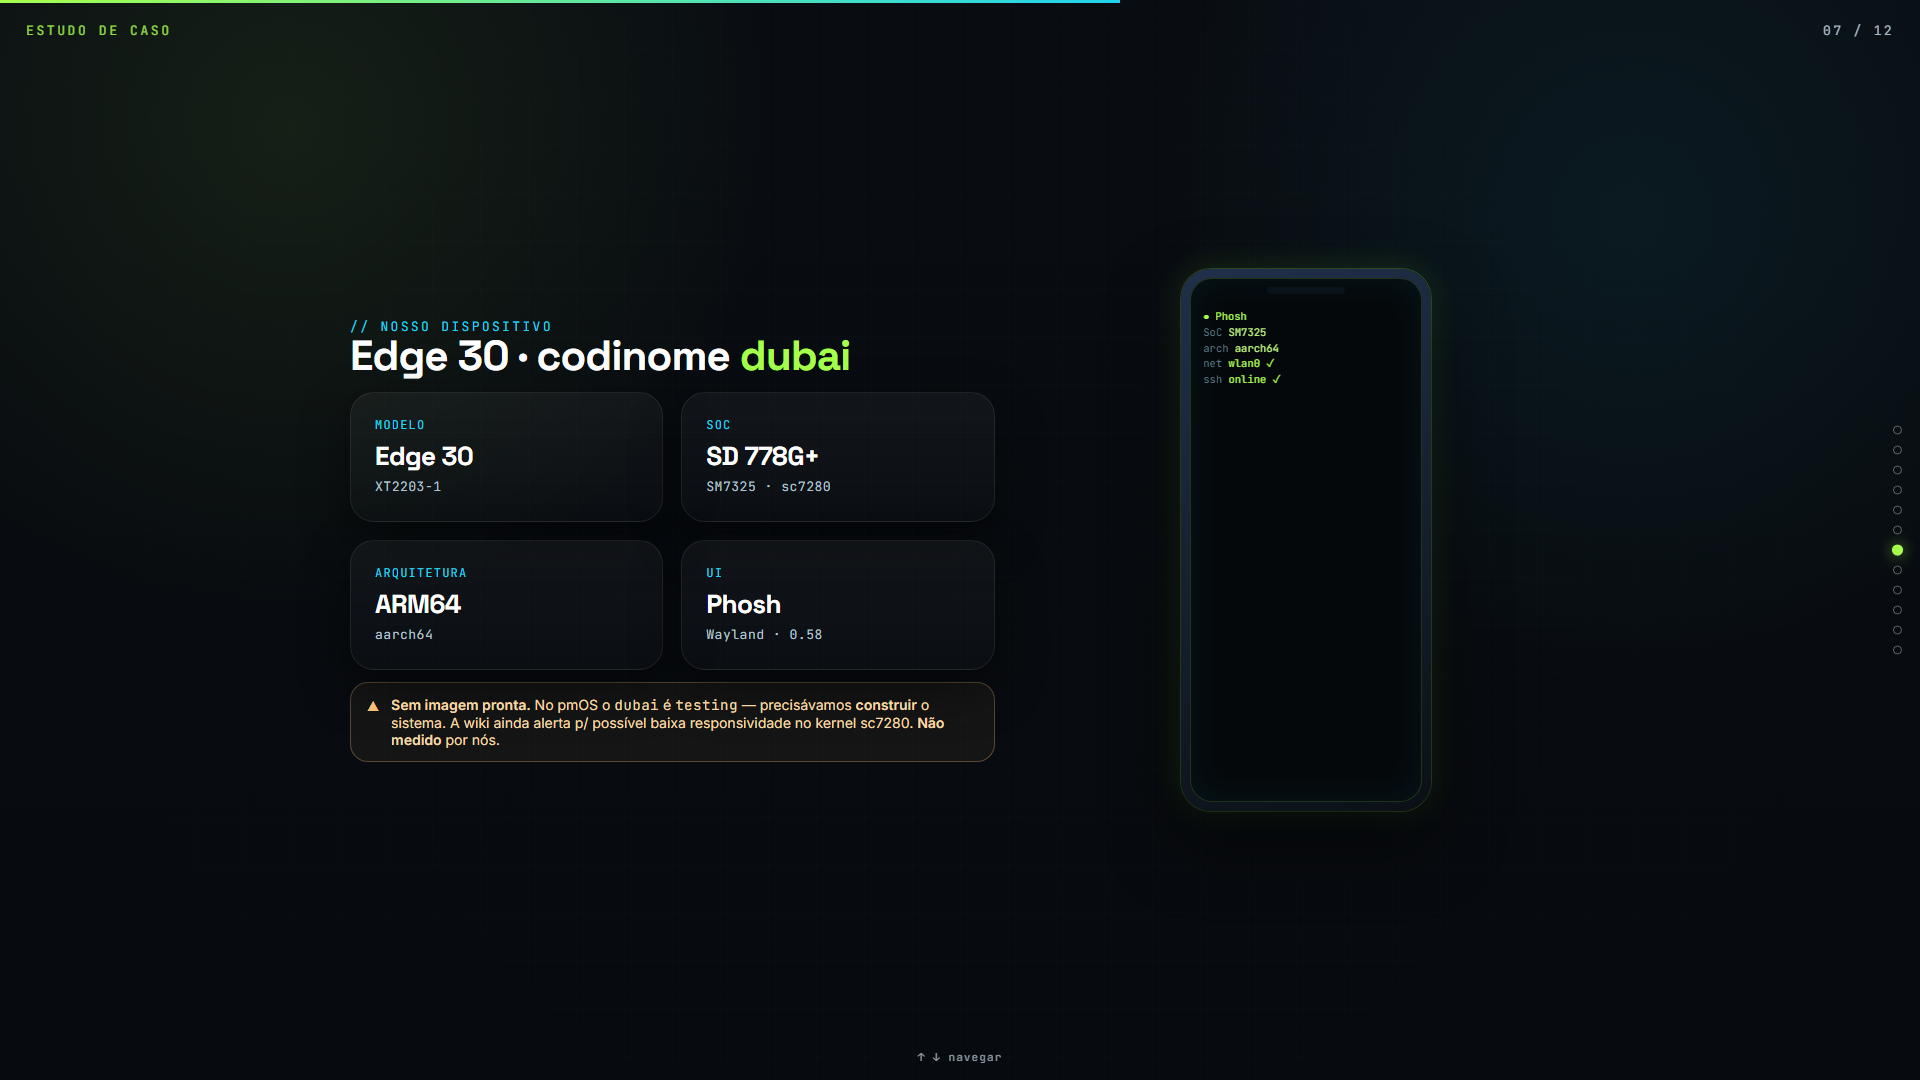 ESTUDO DE CASO
07 / 12
// NOSSO DISPOSITIVO
Edge 30 · codinome dubai
MODELO
Edge 30
XT2203-1
SOC
SD 778G+
SM7325 · sc7280
ARQUITETURA
ARM64
aarch64
UI
Phosh
Wayland · 0.58
▲ Sem imagem pronta. No pmOS o dubai é testing — precisávamos construir o
sistema. A wiki ainda alerta p/ possível baixa responsividade no kernel sc7280. Não
medido por nós.
● Phosh
SoC SM7325
arch aarch64
net wlan0 ✓
ssh online ✓
↑ ↓ navegar